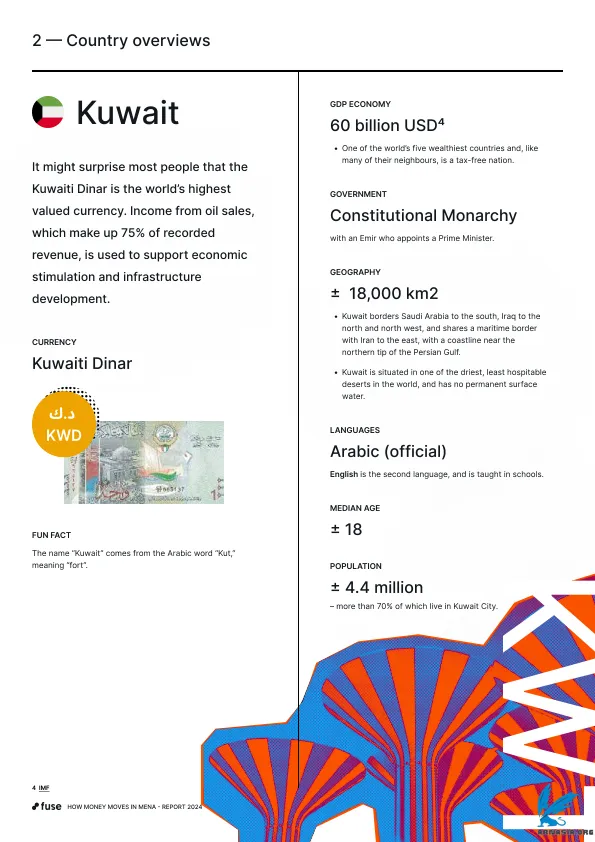 2 — Country overviews
Kuwait
It might surprise most people that the
Kuwaiti Dinar is the world’s highest
valued currency. Income from oil sales,
which make up 75% of recorded
revenue, is used to support economic
stimulation and infrastructure
development.
CURRENCY
Kuwaiti Dinar
د.ك
KWD
1
FUN FACT
The name “Kuwait” comes from the Arabic word “Kut,”
meaning “fort”.
GDP ECONOMY
60 billion USD⁴
• One of the world’s five wealthiest countries and, like
many of their neighbours, is a tax-free nation.
GOVERNMENT
Constitutional Monarchy
with an Emir who appoints a Prime Minister.
GEOGRAPHY
± 18,000 km2
• Kuwait borders Saudi Arabia to the south, Iraq to the
north and north west, and shares a maritime border
with Iran to the east, with a coastline near the
northern tip of the Persian Gulf.
• Kuwait is situated in one of the driest, least hospitable
deserts in the world, and has no permanent surface
water.
LANGUAGES
Arabic (official)
English is the second language, and is taught in schools.
MEDIAN AGE
± 18
POPULATION
± 4.4 million
– more than 70% of which live in Kuwait City.
4 IMF
fuse HOW MONEY MOVES IN MENA - REPORT 2024